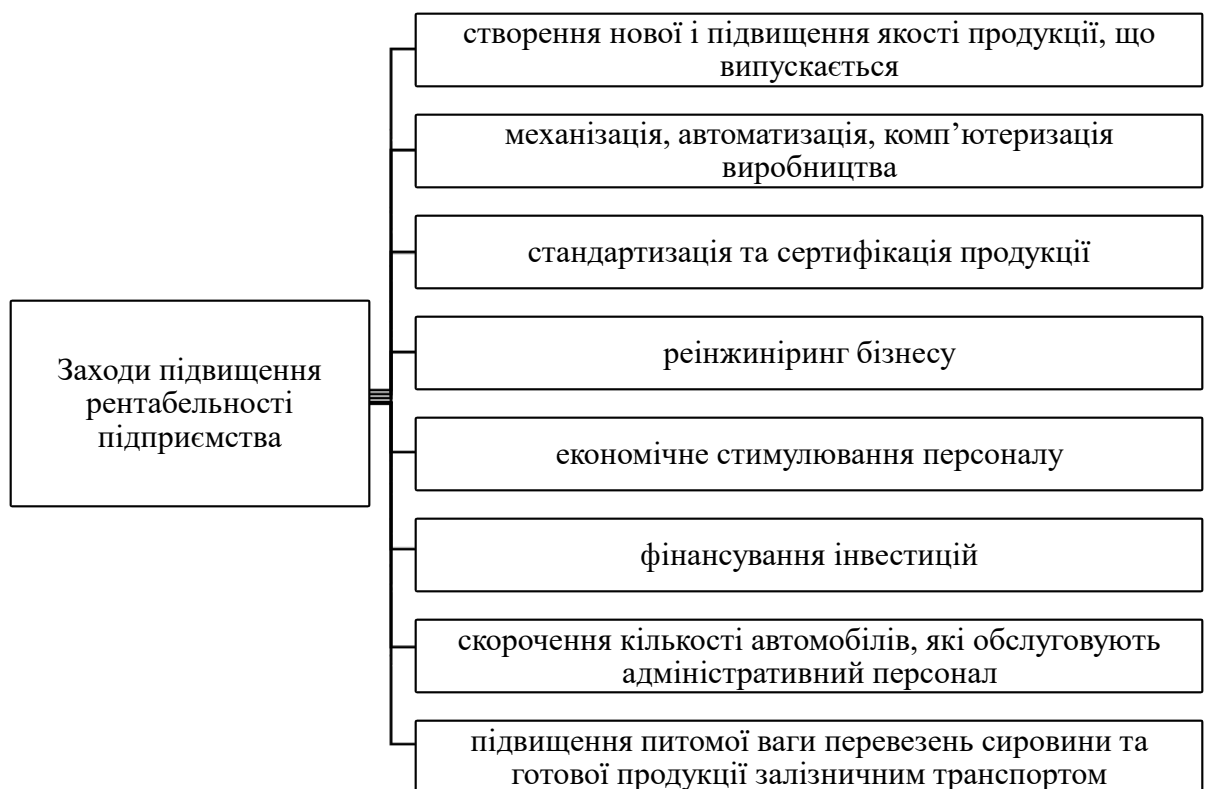 створення нової і підвищення якості продукції, що
випускається
механізація, автоматизація, комп’ютеризація
виробництва
стандартизація та сертифікація продукції
реінжиніринг бізнесу
Заходи підвищення
рентабельності
підприємства
економічне стимулювання персоналу
фінансування інвестицій
скорочення кількості автомобілів, які обслуговують
адміністративний персонал
підвищення питомої ваги перевезень сировини та
готової продукції залізничним транспортом